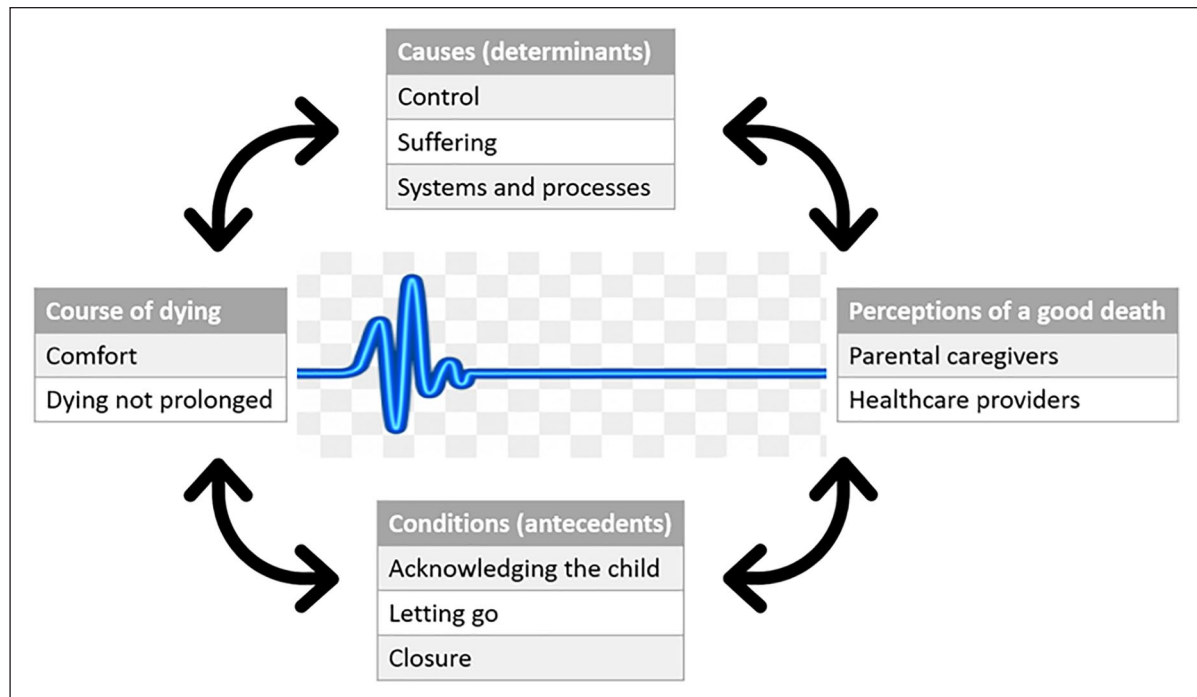 Causes (determinants)
Control
Suffering
Systems and processes
Course of dying
Comfort
Dying not prolonged
Perceptions of a good death
Parental caregivers
Healthcare providers
Conditions (antecedents)
Acknowledging the child
Letting go
Closure